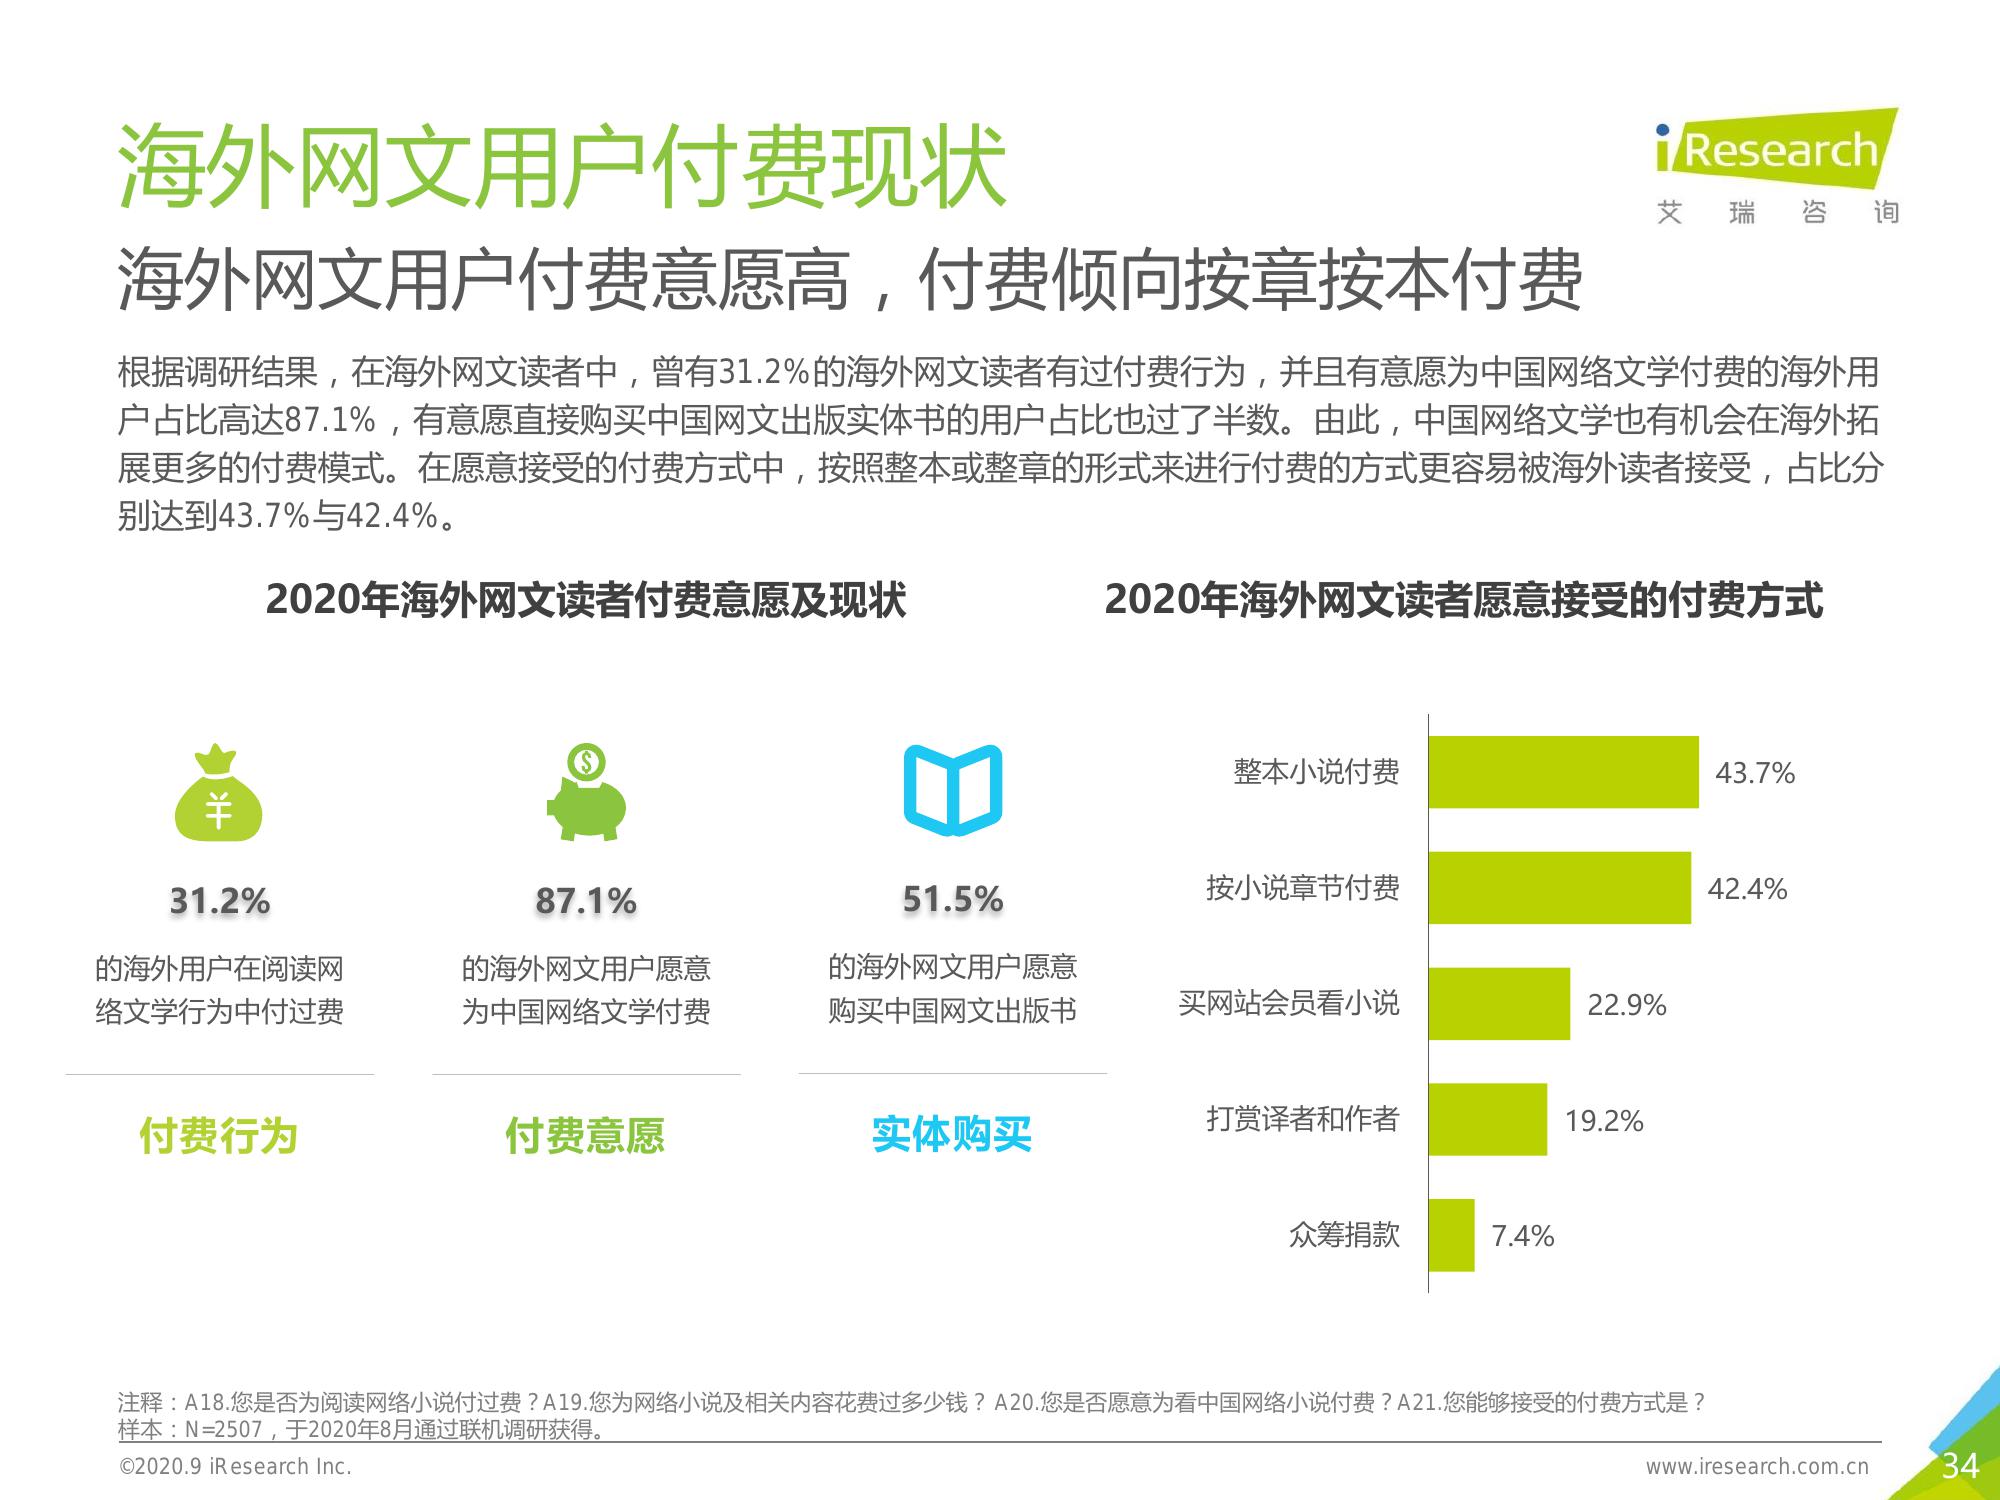 海外网文用户付费现状
iResearch
艾瑞咨询
海外网文用户付费意愿高，付费倾向按章按本付费
根据调研结果，在海外网文读者中，曾有31.2%的海外网文读者有过付费行为，并且有意愿为中国网络文学付费的海外用
户占比高达87.1%，有意愿直接购买中国网文出版实体书的用户占比也过了半数。由此，中国网络文学也有机会在海外拓
展更多的付费模式。在愿意接受的付费方式中，按照整本或整章的形式来进行付费的方式更容易被海外读者接受，占比分
别达到43.7%与42.4%。
2020年海外网文读者付费意愿及现状
31.2%
的海外用户在阅读网
络文学行为中付过费
付费行为
$
87.1%
的海外网文用户愿意
为中国网络文学付费
付费意愿
51.5%
的海外网文用户愿意
购买中国网文出版书
实体购买
2020年海外网文读者愿意接受的付费方式
整本小说付费 43.7%
按小说章节付费 42.4%
买网站会员看小说 22.9%
打赏译者和作者 19.2%
众筹捐款 7.4%
注释：A18.您是否为阅读网络小说付过费？A19.您为网络小说及相关内容花费过多少钱？ A20.您是否愿意为看中国网络小说付费？A21.您能够接受的付费方式是？
样本：N=2507，于2020年8月通过联机调研获得。
©2020.9 iResearch Inc.
www.iresearch.com.cn
34